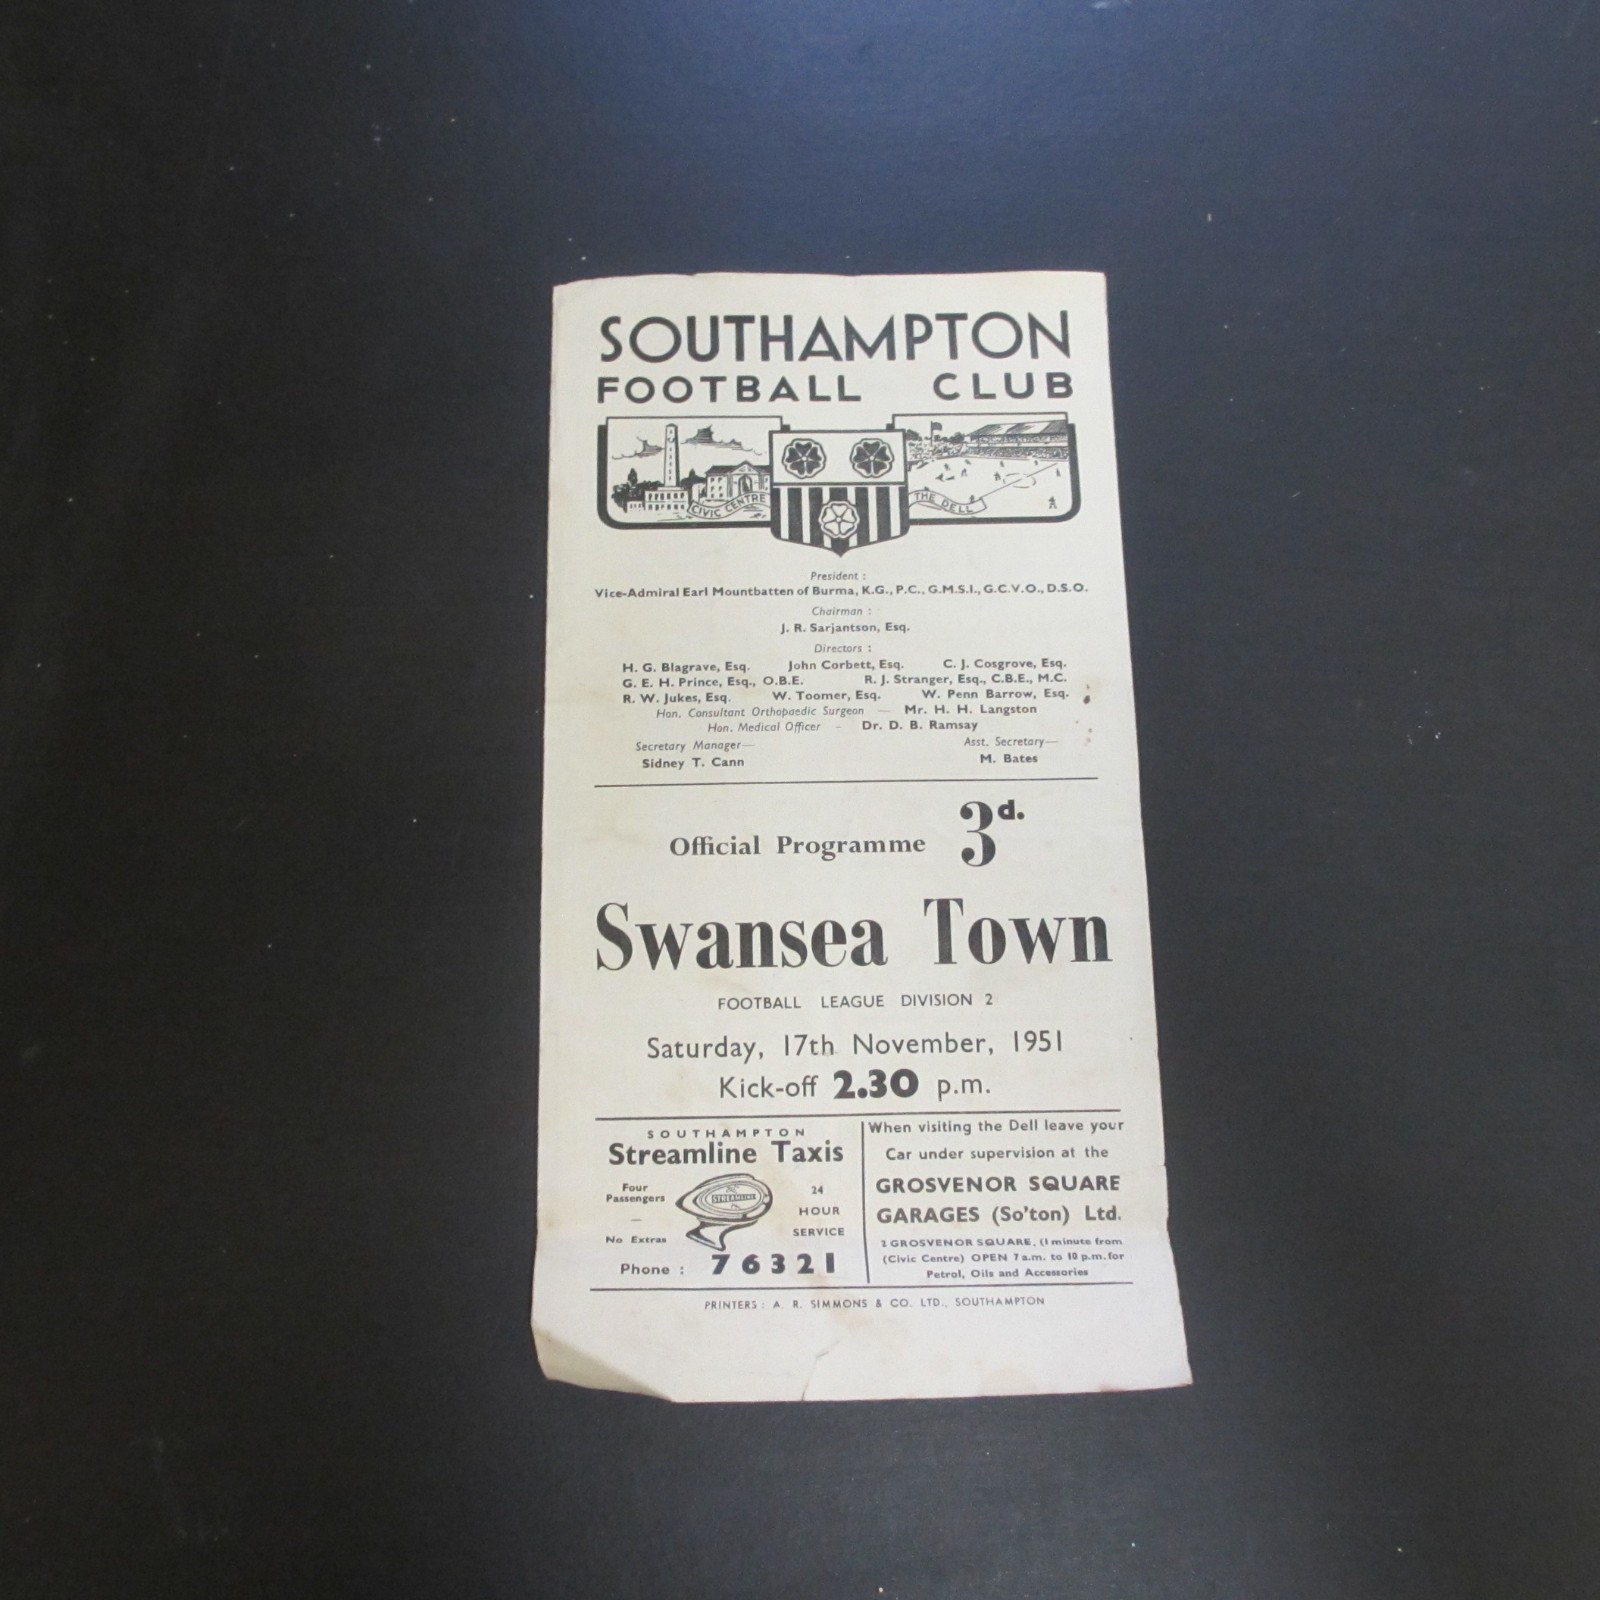 SOUTHAMPTON
FOOTBALL CLUB
CIVIC CENTRE
THE DELL
President :
Vice-Admiral Earl Mountbatten of Burma, K.G., P.C., G.M.S.I., G.C.V.O., D.S.O.
Chairman :
J. R. Sarjantson, Esq.
Directors :
H. G. Blagrave, Esq. John Corbett, Esq. C. J. Cosgrove, Esq.
G. E. H. Prince, Esq., O.B.E. R. J. Stranger, Esq., C.B.E., M.C.
R. W. Jukes, Esq. W. Toomer, Esq. W. Penn Barrow, Esq.
Hon. Consultant Orthopaedic Surgeon — Mr. H. H. Langston
Hon. Medical Officer – Dr. D. B. Ramsay
Secretary Manager— Asst. Secretary—
Sidney T. Cann M. Bates
Official Programme 3d.
Swansea Town
FOOTBALL LEAGUE DIVISION 2
Saturday, 17th November, 1951
Kick-off 2.30 p.m.
SOUTHAMPTON
Streamline Taxis
Four
Passengers
—
No Extras
STREAMLINE
24
HOUR
SERVICE
Phone : 76321
When visiting the Dell leave your
Car under supervision at the
GROSVENOR SQUARE
GARAGES (So'ton) Ltd.
2 GROSVENOR SQUARE, (1 minute from
(Civic Centre) OPEN 7 a.m. to 10 p.m. for
Petrol, Oils and Accessories
PRINTERS : A. R. SIMMONS & CO. LTD., SOUTHAMPTON